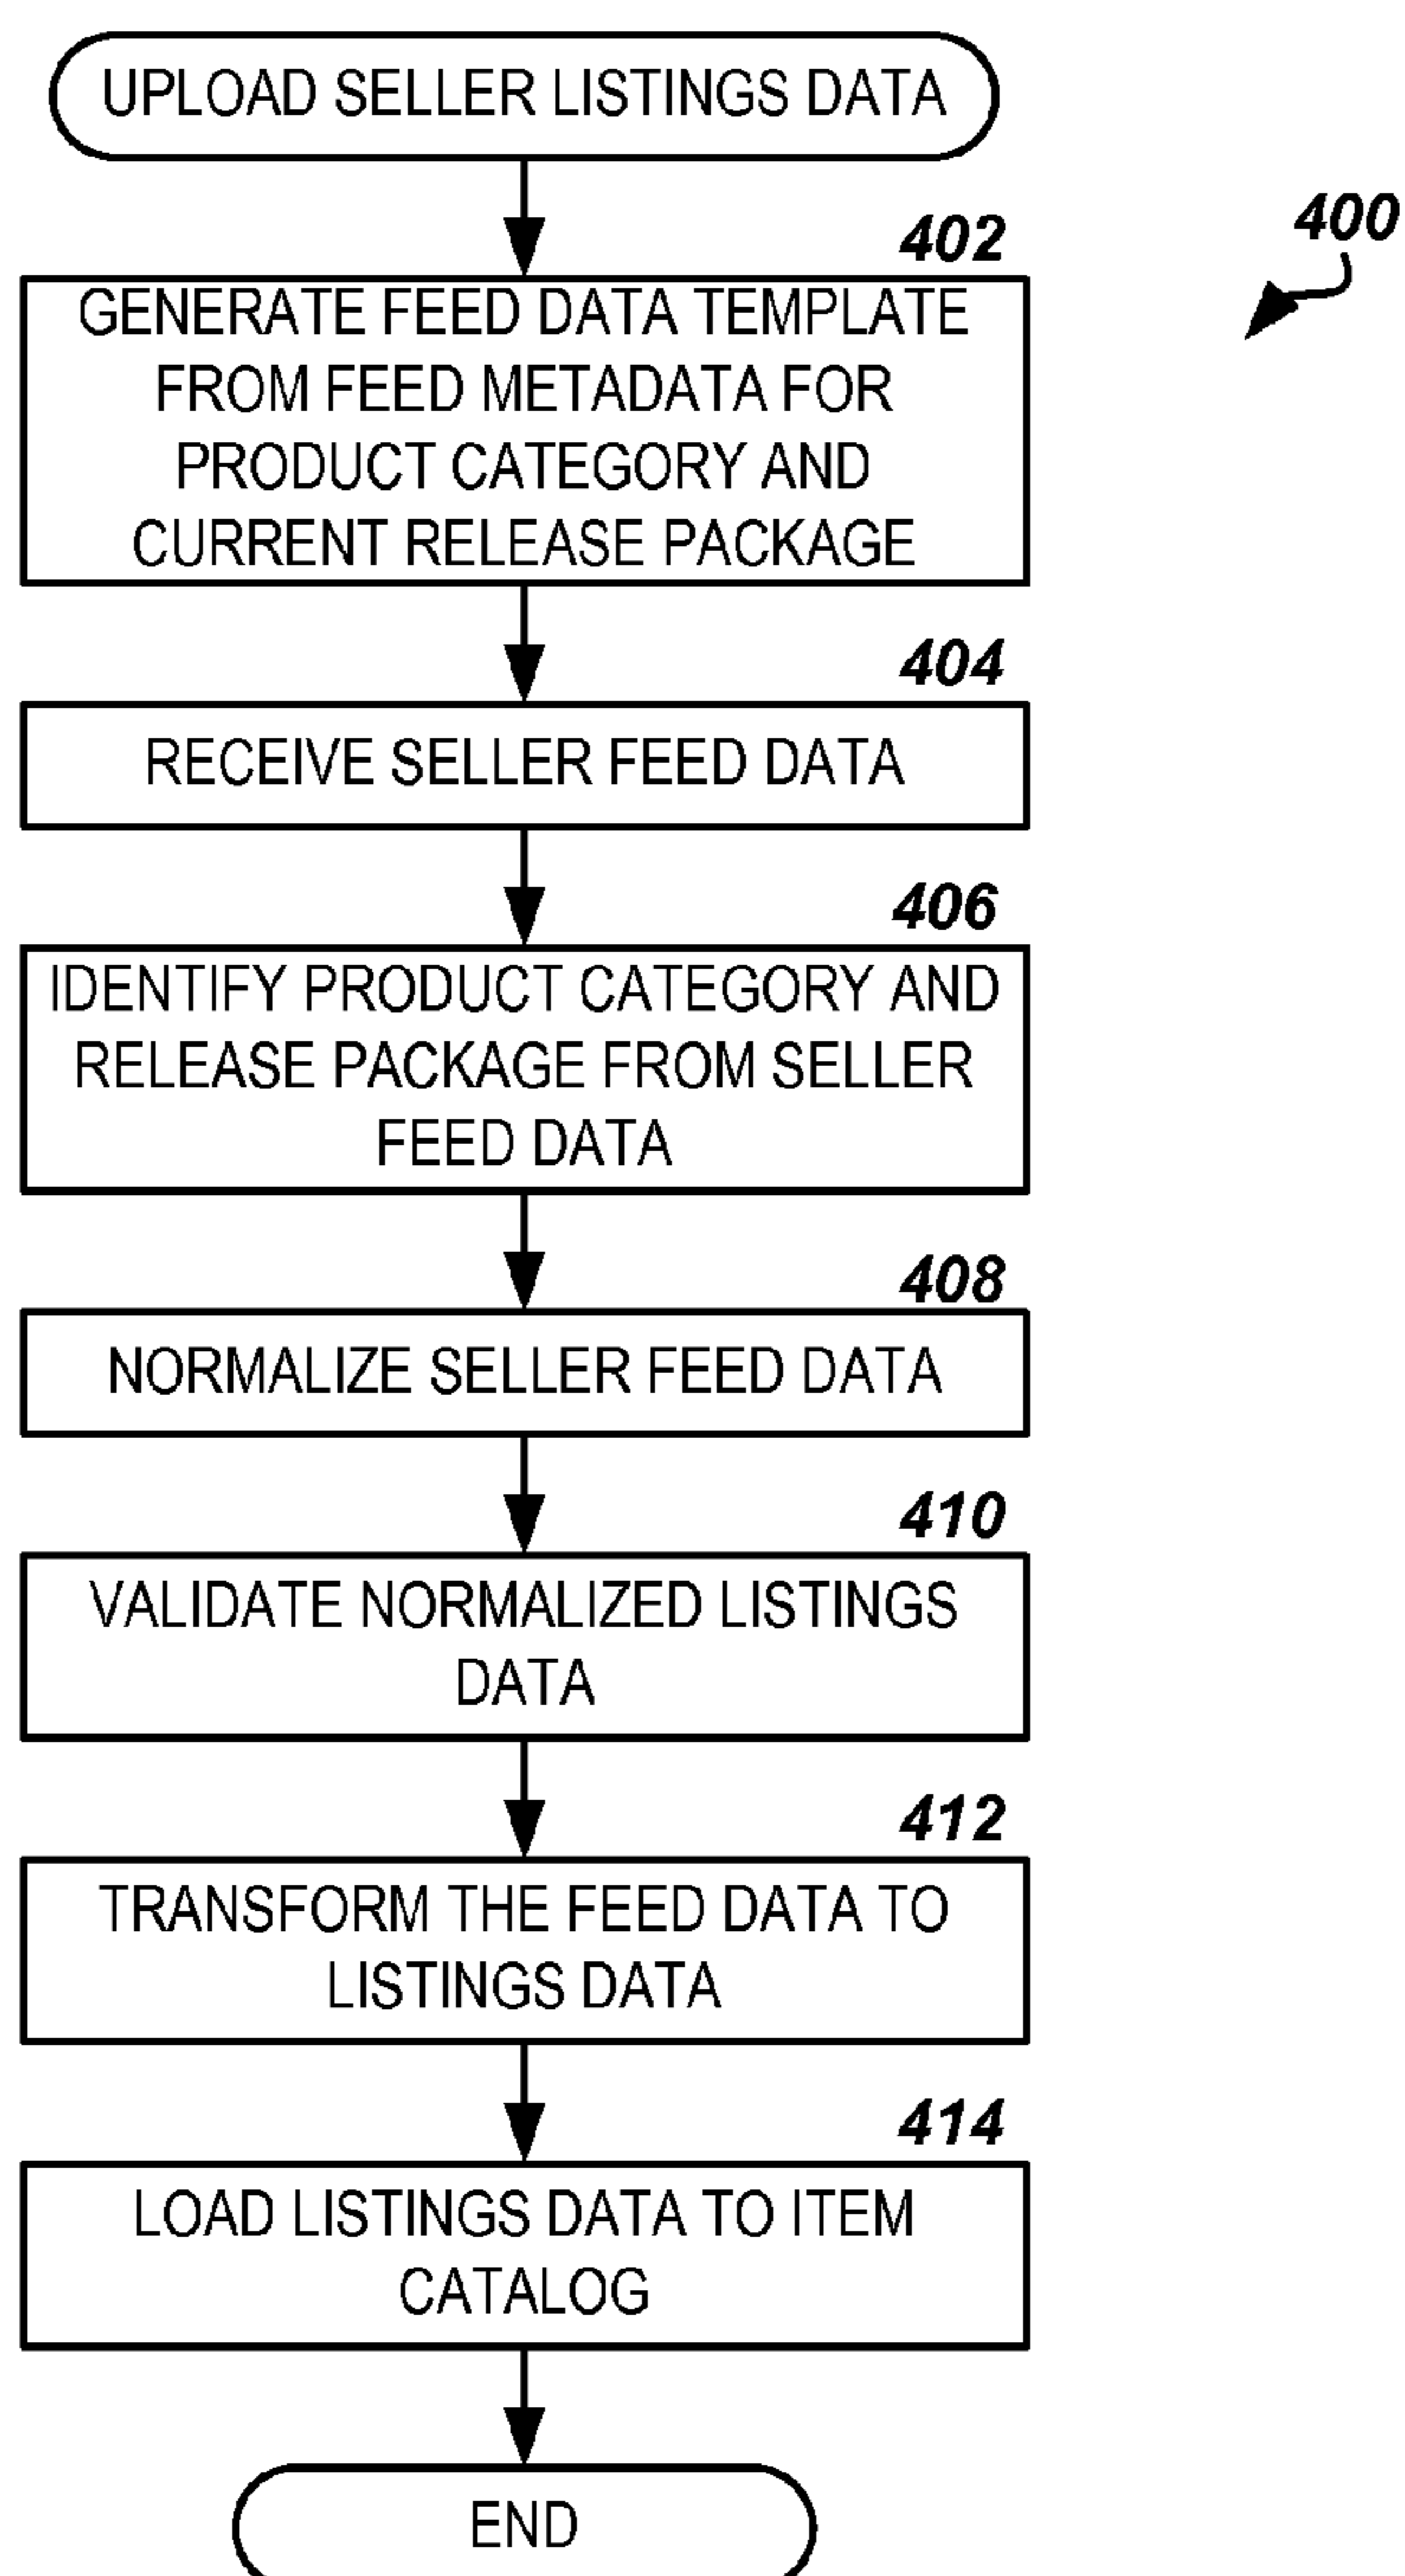 UPLOAD SELLER LISTINGS DATA
400
402
GENERATE FEED DATA TEMPLATE
FROM FEED METADATA FOR
PRODUCT CATEGORY AND
CURRENT RELEASE PACKAGE
404
RECEIVE SELLER FEED DATA
406
IDENTIFY PRODUCT CATEGORY AND
RELEASE PACKAGE FROM SELLER
FEED DATA
408
NORMALIZE SELLER FEED DATA
410
VALIDATE NORMALIZED LISTINGS
DATA
412
TRANSFORM THE FEED DATA TO
LISTINGS DATA
414
LOAD LISTINGS DATA TO ITEM
CATALOG
END